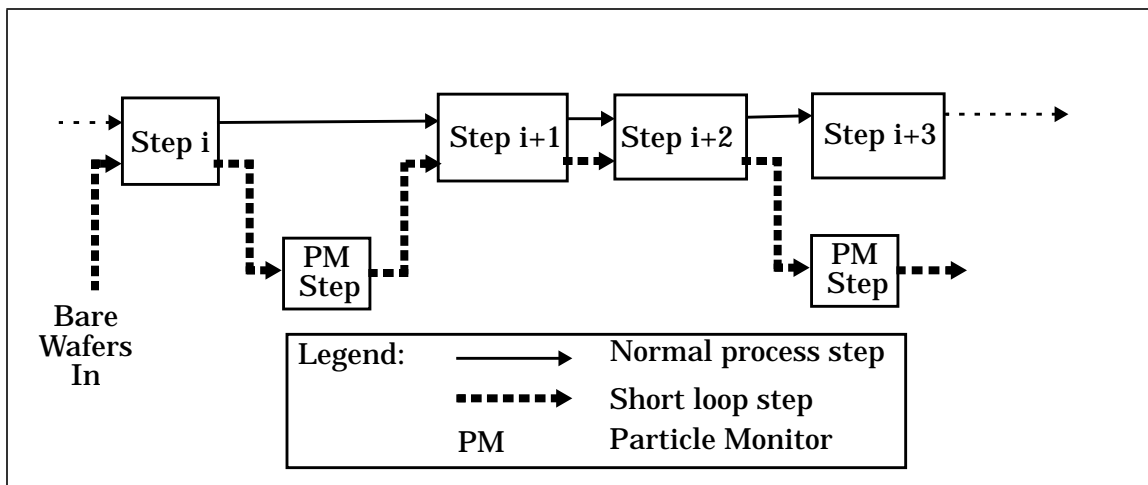 Step i
Step i+1
Step i+2
Step i+3
PM
Step
PM
Step
Bare
Wafers
In
Legend:
Normal process step
Short loop step
PM
Particle Monitor